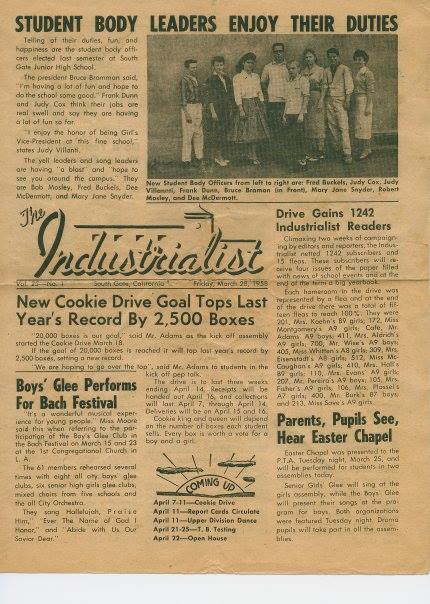 STUDENT BODY LEADERS ENJOY THEIR DUTIES
Telling of their duties, fun, and
happiness are the student body offi-
cers elected last semester at South
Gate Junior High School.
The president Bruce Bramman said,
"I'm having a lot of fun and hope to
do the school some good." Frank Dunn
and Judy Cox think their jobs are
real swell and say they are having
a lot of fun so far.
"I enjoy the honor of being Girl's
Vice-President at this fine school,"
states Judy Villanti.
The yell leaders and song leaders
are having "a blast" and "hope to
see you around the campus." They
are Bob Mosley, Fred Buckels, Dee
McDermott, and Mary Jane Snyder.
New Student Body Officers from left to right are: Fred Buckels, Judy Cox, Judy
Villannti, Frank Dunn, Bruce Braman (in Front), Mary Jane Snyder, Robert
Mosley, and Dee McDermott.
The Industrialist
Vol. 25—No. 1 South Gate, California Friday, March 28, 1958
New Cookie Drive Goal Tops Last
Year's Record By 2,500 Boxes
"20,000 boxes is our goal," said Mr. Adams as the kick off assembly
started the Cookie Drive March 18.
If the goal of 20,000 boxes is reached it will top last year's record by
2,500 boxes, setting a new record.
"We are hoping to go over the top", said Mr. Adams to students in the
kick off pep talk.
The drive is to last three weeks
ending April 14. Receipts will be
handed out April 16, and collections
will last April 7, through April 14.
Deliveries will be on April 15 and 16.
Cookie king and queen will depend
on the number of boxes each student
sells. Every box is worth a vote for a
boy and a girl.
Boys' Glee Performs
For Bach Festival
"It's a wonderful musical exper-
ience for young people." Miss Moore
said this when referring to the par-
ticipation of the Boy's Glee Club in
the Bach Festival on March 15 and 23
at the 1st Congregational Church in
L.A.
The 61 members rehearsed several
times with eight all city boys' glee
clubs, six senior high girls glee clubs,
mixed choirs from five schools and
the all City Orchestra.
They sang Hallelujah, Praise
Him," "Ever The Name of God I
Honor," and "Abide with Us Our
Savior Dear."
COMING UP
April 7-11—Cookie Drive
April 11—Report Cards Circulate
April 11—Upper Division Dance
April 21-25—T. B. Testing
April 22—Open House
Drive Gains 1242
Industrialist Readers
Climaxing two weeks of campaign-
ing by editors and reporters, the Indus-
trialist netted 1242 subscribers and
15 fleas. These subscribers will re-
ceive four issues of the paper filled
with news of school events and at the
end of the term a big yearbook.
Each homeroom in the drive was
represented by a flea and at the end
of the drive there was a total of fif-
teen fleas to reach 100%. They were
201, Mrs. Koehn's B9 girls; 172, Miss
Montgomery's A9 girls; Cafe, Mr.
Adams A9 boys; 411, Mrs. Aldrich's
A9 girls; 700, Mr. Wise's A9 boys;
405, Miss Whitten's A8 girls; 309, Mrs.
Eisenstein's A8 girls; 512, Miss Mc-
Caughan's A9 girls; 410, Mrs. Hall's
B9 girls; 110, Mrs. Evans' A9 girls;
207, Mr. Pereira's A9 boys; 105, Mrs.
Fisher's A9 girls; 106, Mrs. Plassel's
A7 girls; 400, Mr. Burk's B7 boys;
and 213, Miss Save's A9 girls.
Parents, Pupils See,
Hear Easter Chapel
Easter Chapel was presented to the
P.T.A. Tuesday night, March 25, and
will be performed for students in two
assemblies today.
Senior Girls' Glee will sing at the
girls assembly, while the Boys' Glee
will present their songs at the pro-
gram for boys. Both organizations
were featured Tuesday night. Drama
pupils will take part in all the assem-
blies.